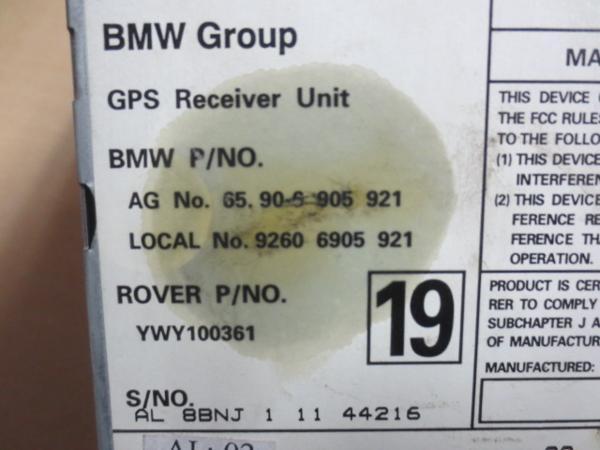 BMW Group
GPS Receiver Unit
BMW P/NO.
AG No. 65.90-6 905 921
LOCAL No. 9260 6905 921
ROVER P/NO.
YWY100361
19
S/NO.
AL 8BNJ 1 11 44216
MA
THIS DEVICE
THE FCC RULES
TO THE FOLLO
(1) THIS DEVICE
INTERFEREN
(2) THIS DEVICE
FERENCE RE
FERENCE TH
OPERATION.
PRODUCT IS CER
RER TO COMPLY
SUBCHAPTER J A
OF MANUFACTUR
MANUFACTURED: